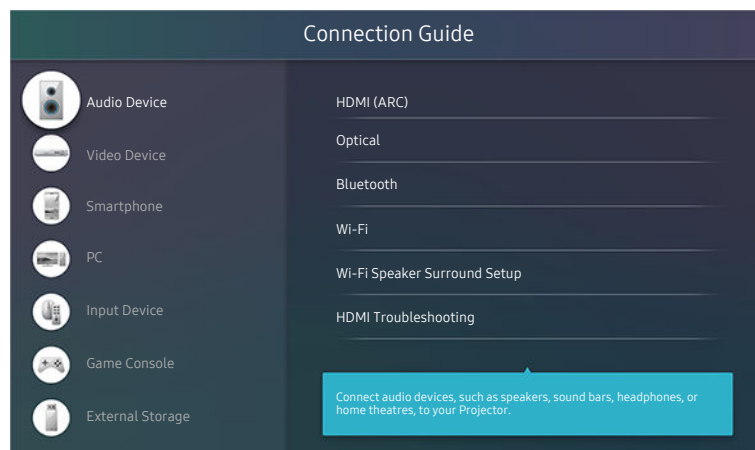 Connection Guide
Audio Device
Video Device
Smartphone
PC
Input Device
Game Console
External Storage
HDMI (ARC)
Optical
Bluetooth
Wi-Fi
Wi-Fi Speaker Surround Setup
HDMI Troubleshooting
Connect audio devices, such as speakers, sound bars, headphones, or
home theatres, to your Projector.